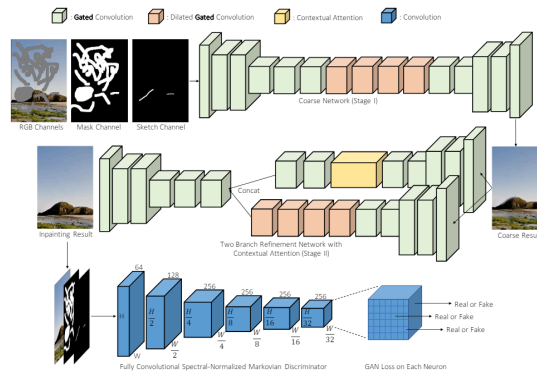 : Gated Convolution : Dilated Gated Convolution : Contextual Attention : Convolution
RGB Channels Mask Channel Sketch Channel
Coarse Network (Stage I)
Concat
Inpainting Result
Coarse Result
Two Branch Refinement Network with
Contextual Attention (Stage II)
64 128 256 256 256 256
H H/2 H/4 H/8 H/16 H/32
W W/2 W/4 W/8 W/16 W/32
Real or Fake
Real or Fake
Real or Fake
Fully Convolutional Spectral-Normalized Markovian Discriminator
GAN Loss on Each Neuron